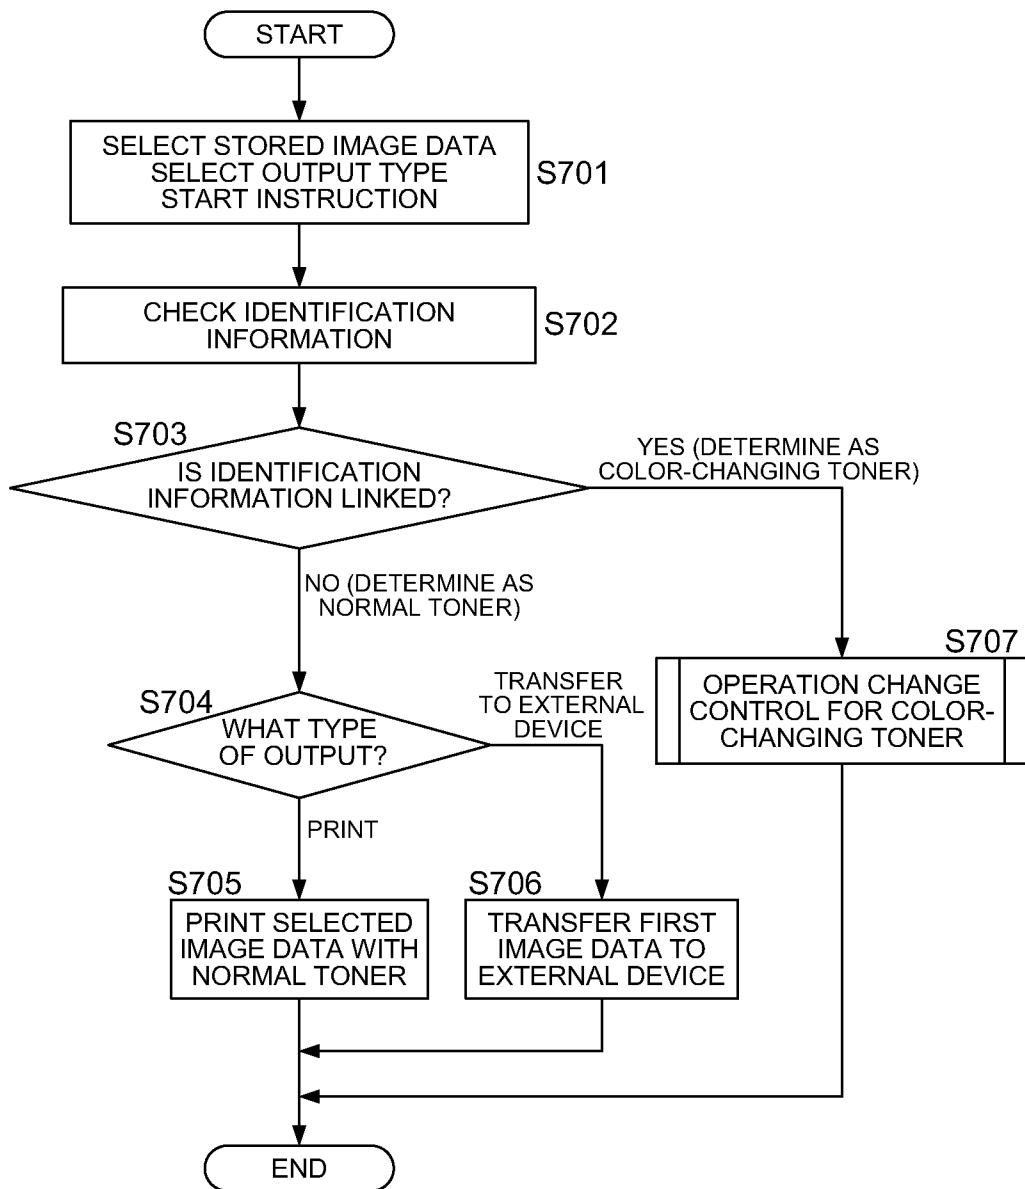 START
SELECT STORED IMAGE DATA
SELECT OUTPUT TYPE
START INSTRUCTION
S701
CHECK IDENTIFICATION
INFORMATION
S702
S703
IS IDENTIFICATION
INFORMATION LINKED?
YES (DETERMINE AS
COLOR-CHANGING TONER)
NO (DETERMINE AS
NORMAL TONER)
S707
OPERATION CHANGE
CONTROL FOR COLOR-
CHANGING TONER
S704
WHAT TYPE
OF OUTPUT?
TRANSFER
TO EXTERNAL
DEVICE
PRINT
S705
PRINT SELECTED
IMAGE DATA WITH
NORMAL TONER
S706
TRANSFER FIRST
IMAGE DATA TO
EXTERNAL DEVICE
END